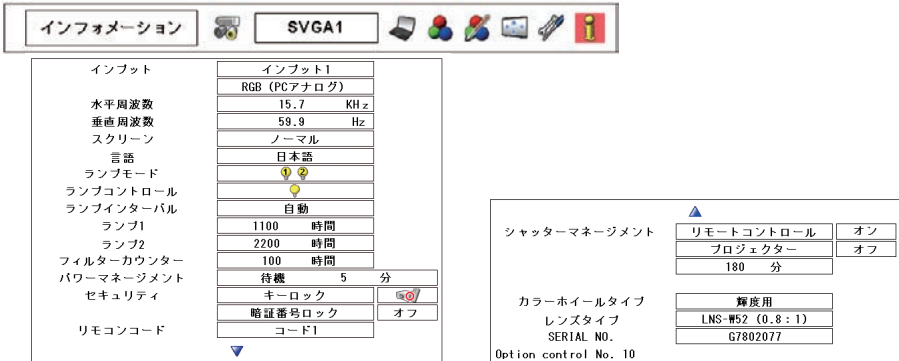 インフォメーション SVGA1
インプット インプット1
RGB (PCアナログ)
水平周波数 15.7 KHz
垂直周波数 59.9 Hz
スクリーン ノーマル
言語 日本語
ランプモード 1 2
ランプコントロール
ランプインターバル 自動
ランプ1 1100 時間
ランプ2 2200 時間
フィルターカウンター 100 時間
パワーマネージメント 待機 5 分
セキュリティ キーロック
暗証番号ロック オフ
リモコンコード コード1
シャッターマネージメント リモートコントロール オン
プロジェクター オフ
180 分
カラーホイールタイプ 輝度用
レンズタイプ LNS-W52 (0.8:1)
SERIAL NO. G7802077
Option control No. 10